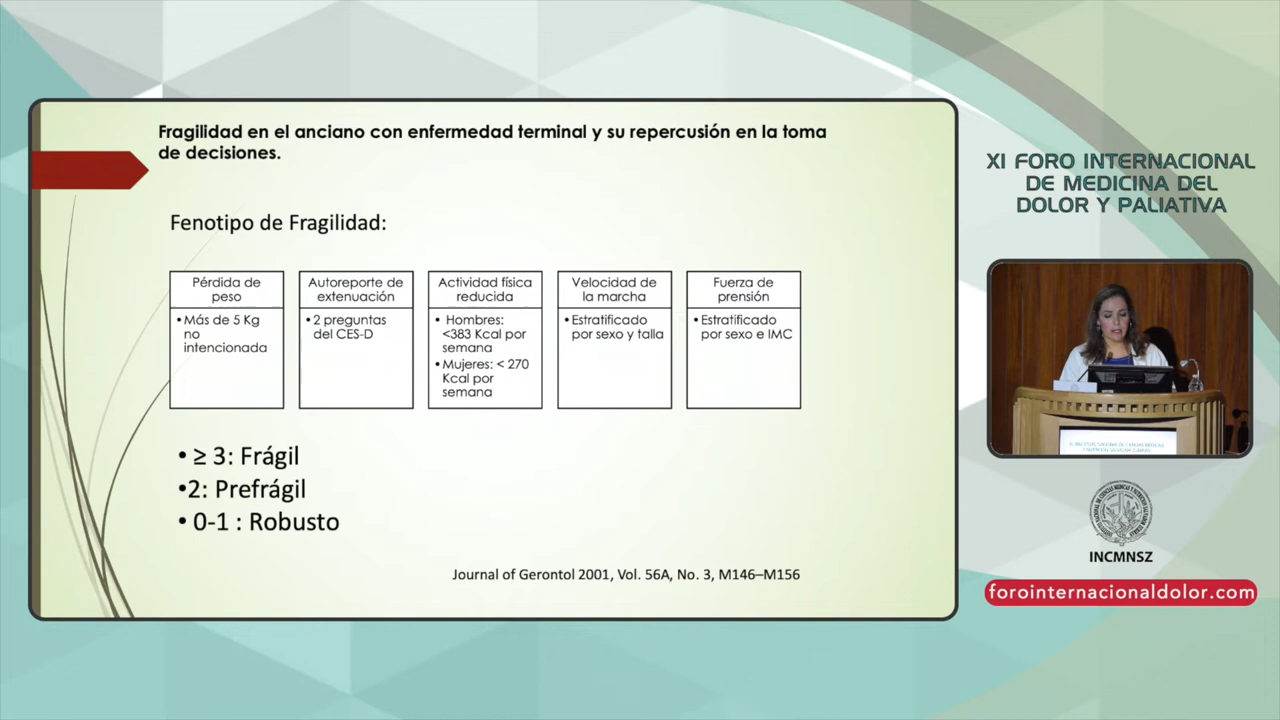 Fragilidad en el anciano con enfermedad terminal y su repercusión en la toma
de decisiones.
Fenotipo de Fragilidad:
Pérdida de
peso
• Más de 5 Kg
no
intencionada
Autoreporte de
extenuación
• 2 preguntas
del CES-D
Actividad física
reducida
• Hombres:
<383 Kcal por
semana
• Mujeres: < 270
Kcal por
semana
Velocidad de
la marcha
• Estratificado
por sexo y talla
Fuerza de
prensión
• Estratificado
por sexo e IMC
• ≥ 3: Frágil
•2: Prefrágil
• 0-1 : Robusto
Journal of Gerontol 2001, Vol. 56A, No. 3, M146–M156
XI FORO INTERNACIONAL
DE MEDICINA DEL
DOLOR Y PALIATIVA
INCMNSZ
forointernacionaldolor.com